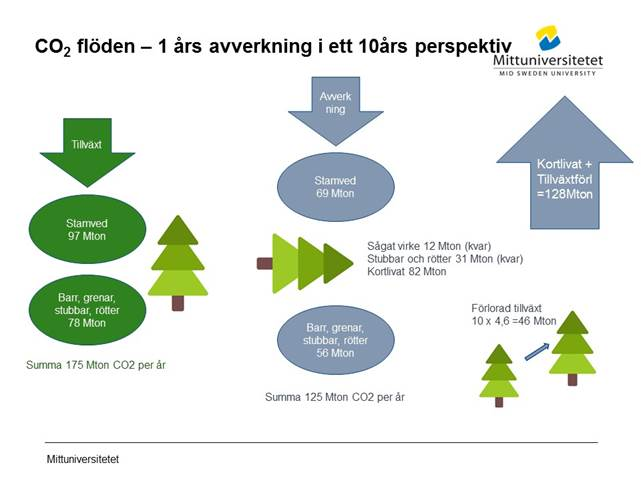 CO2 flöden – 1 års avverkning i ett 10års perspektiv
Mittuniversitetet
MID SWEDEN UNIVERSITY
Tillväxt
Stamved
97 Mton
Barr, grenar,
stubbar, rötter
78 Mton
Summa 175 Mton CO2 per år
Avverk
ning
Stamved
69 Mton
Sågat virke 12 Mton (kvar)
Stubbar och rötter 31 Mton (kvar)
Kortlivat 82 Mton
Barr, grenar,
stubbar, rötter
56 Mton
Summa 125 Mton CO2 per år
Kortlivat +
Tillväxtförl
=128Mton
Förlorad tillväxt
10 x 4,6 =46 Mton
Mittuniversitetet